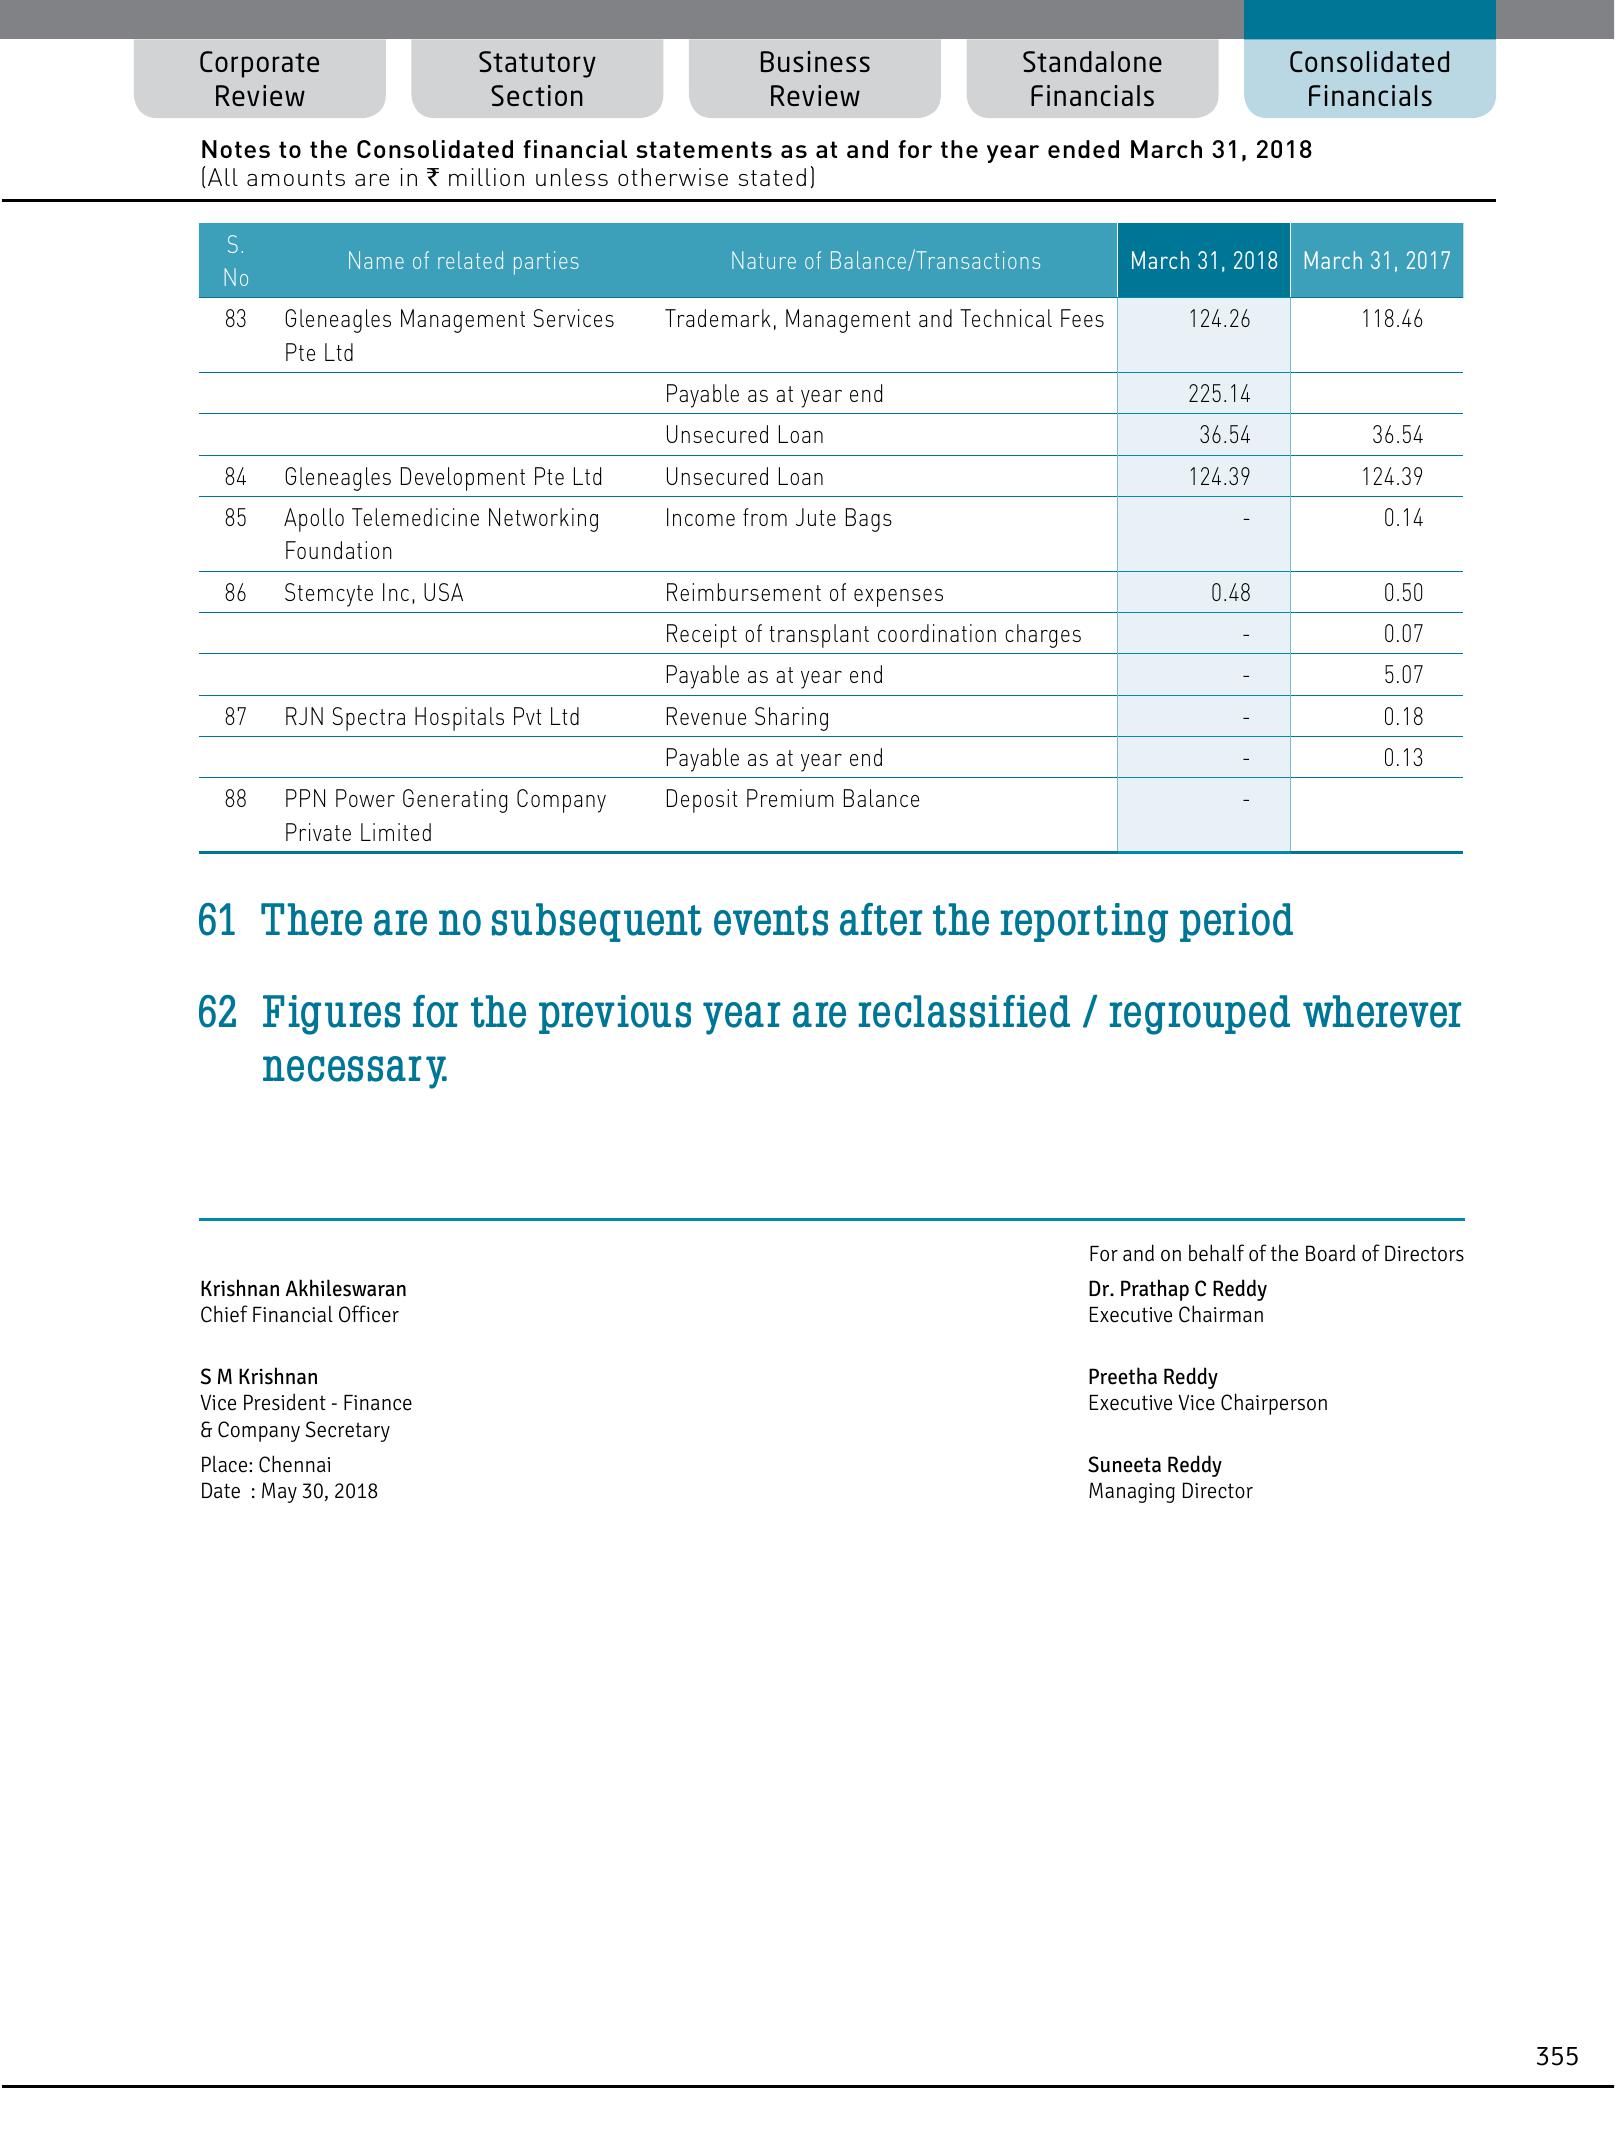 Corporate Review
Statutory Section
Business Review
Standalone Financials
Consolidated Financials
Notes to the Consolidated financial statements as at and for the year ended March 31, 2018
(All amounts are in ₹ million unless otherwise stated)
S. No Name of related parties Nature of Balance/Transactions March 31, 2018 March 31, 2017
83 Gleneagles Management Services Trademark, Management and Technical Fees 124.26 118.46
Pte Ltd
Payable as at year end 225.14
Unsecured Loan 36.54 36.54
84 Gleneagles Development Pte Ltd Unsecured Loan 124.39 124.39
85 Apollo Telemedicine Networking Income from Jute Bags - 0.14
Foundation
86 Stemcyte Inc, USA Reimbursement of expenses 0.48 0.50
Receipt of transplant coordination charges - 0.07
Payable as at year end - 5.07
87 RJN Spectra Hospitals Pvt Ltd Revenue Sharing - 0.18
Payable as at year end - 0.13
88 PPN Power Generating Company Deposit Premium Balance -
Private Limited
61 There are no subsequent events after the reporting period
62 Figures for the previous year are reclassified / regrouped wherever
necessary.
For and on behalf of the Board of Directors
Krishnan Akhileswaran Dr. Prathap C Reddy
Chief Financial Officer Executive Chairman
S M Krishnan Preetha Reddy
Vice President - Finance Executive Vice Chairperson
& Company Secretary
Place: Chennai Suneeta Reddy
Date : May 30, 2018 Managing Director
355